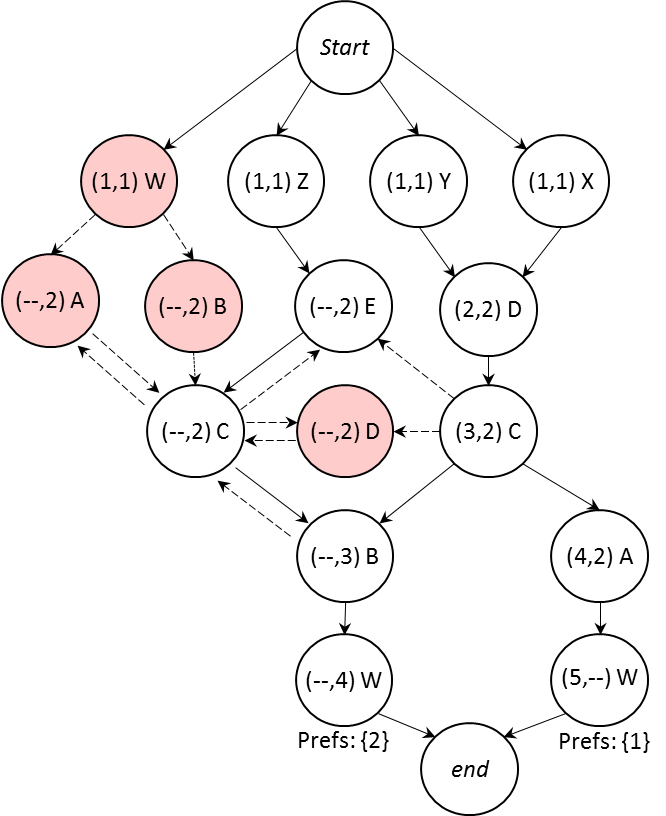 Start
(1,1) W
(1,1) Z
(1,1) Y
(1,1) X
(--,2) A
(--,2) B
(--,2) E
(2,2) D
(--,2) C
(--,2) D
(3,2) C
(--,3) B
(4,2) A
(--,4) W
(5,--) W
Prefs: {2}
Prefs: {1}
end